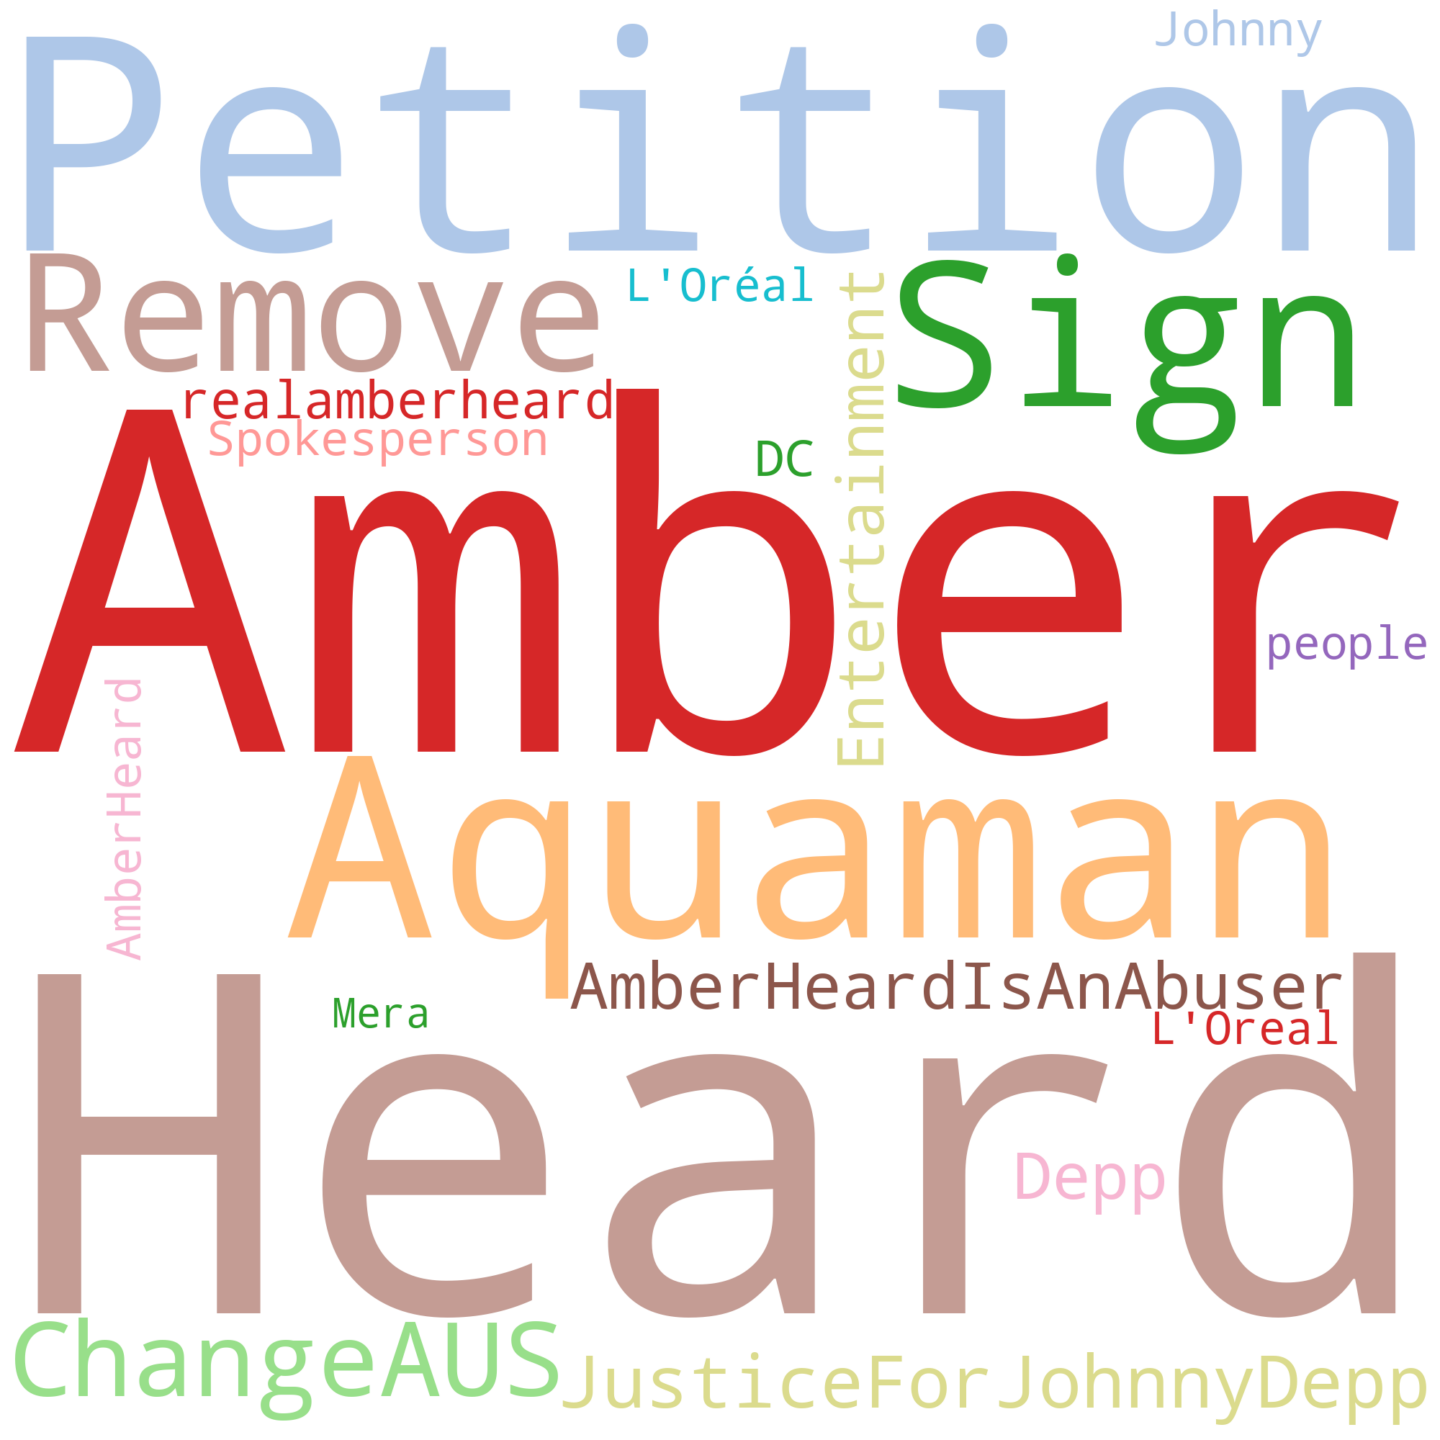 Johnny
Petition
Remove
L'Oréal
Entertainment
Sign
realamberheard
Spokesperson
DC
Amber
people
AmberHeard
Aquaman
AmberHeardIsAnAbuser
Mera
L'Oreal
Heard
Depp
ChangeAUS
JusticeForJohnnyDepp